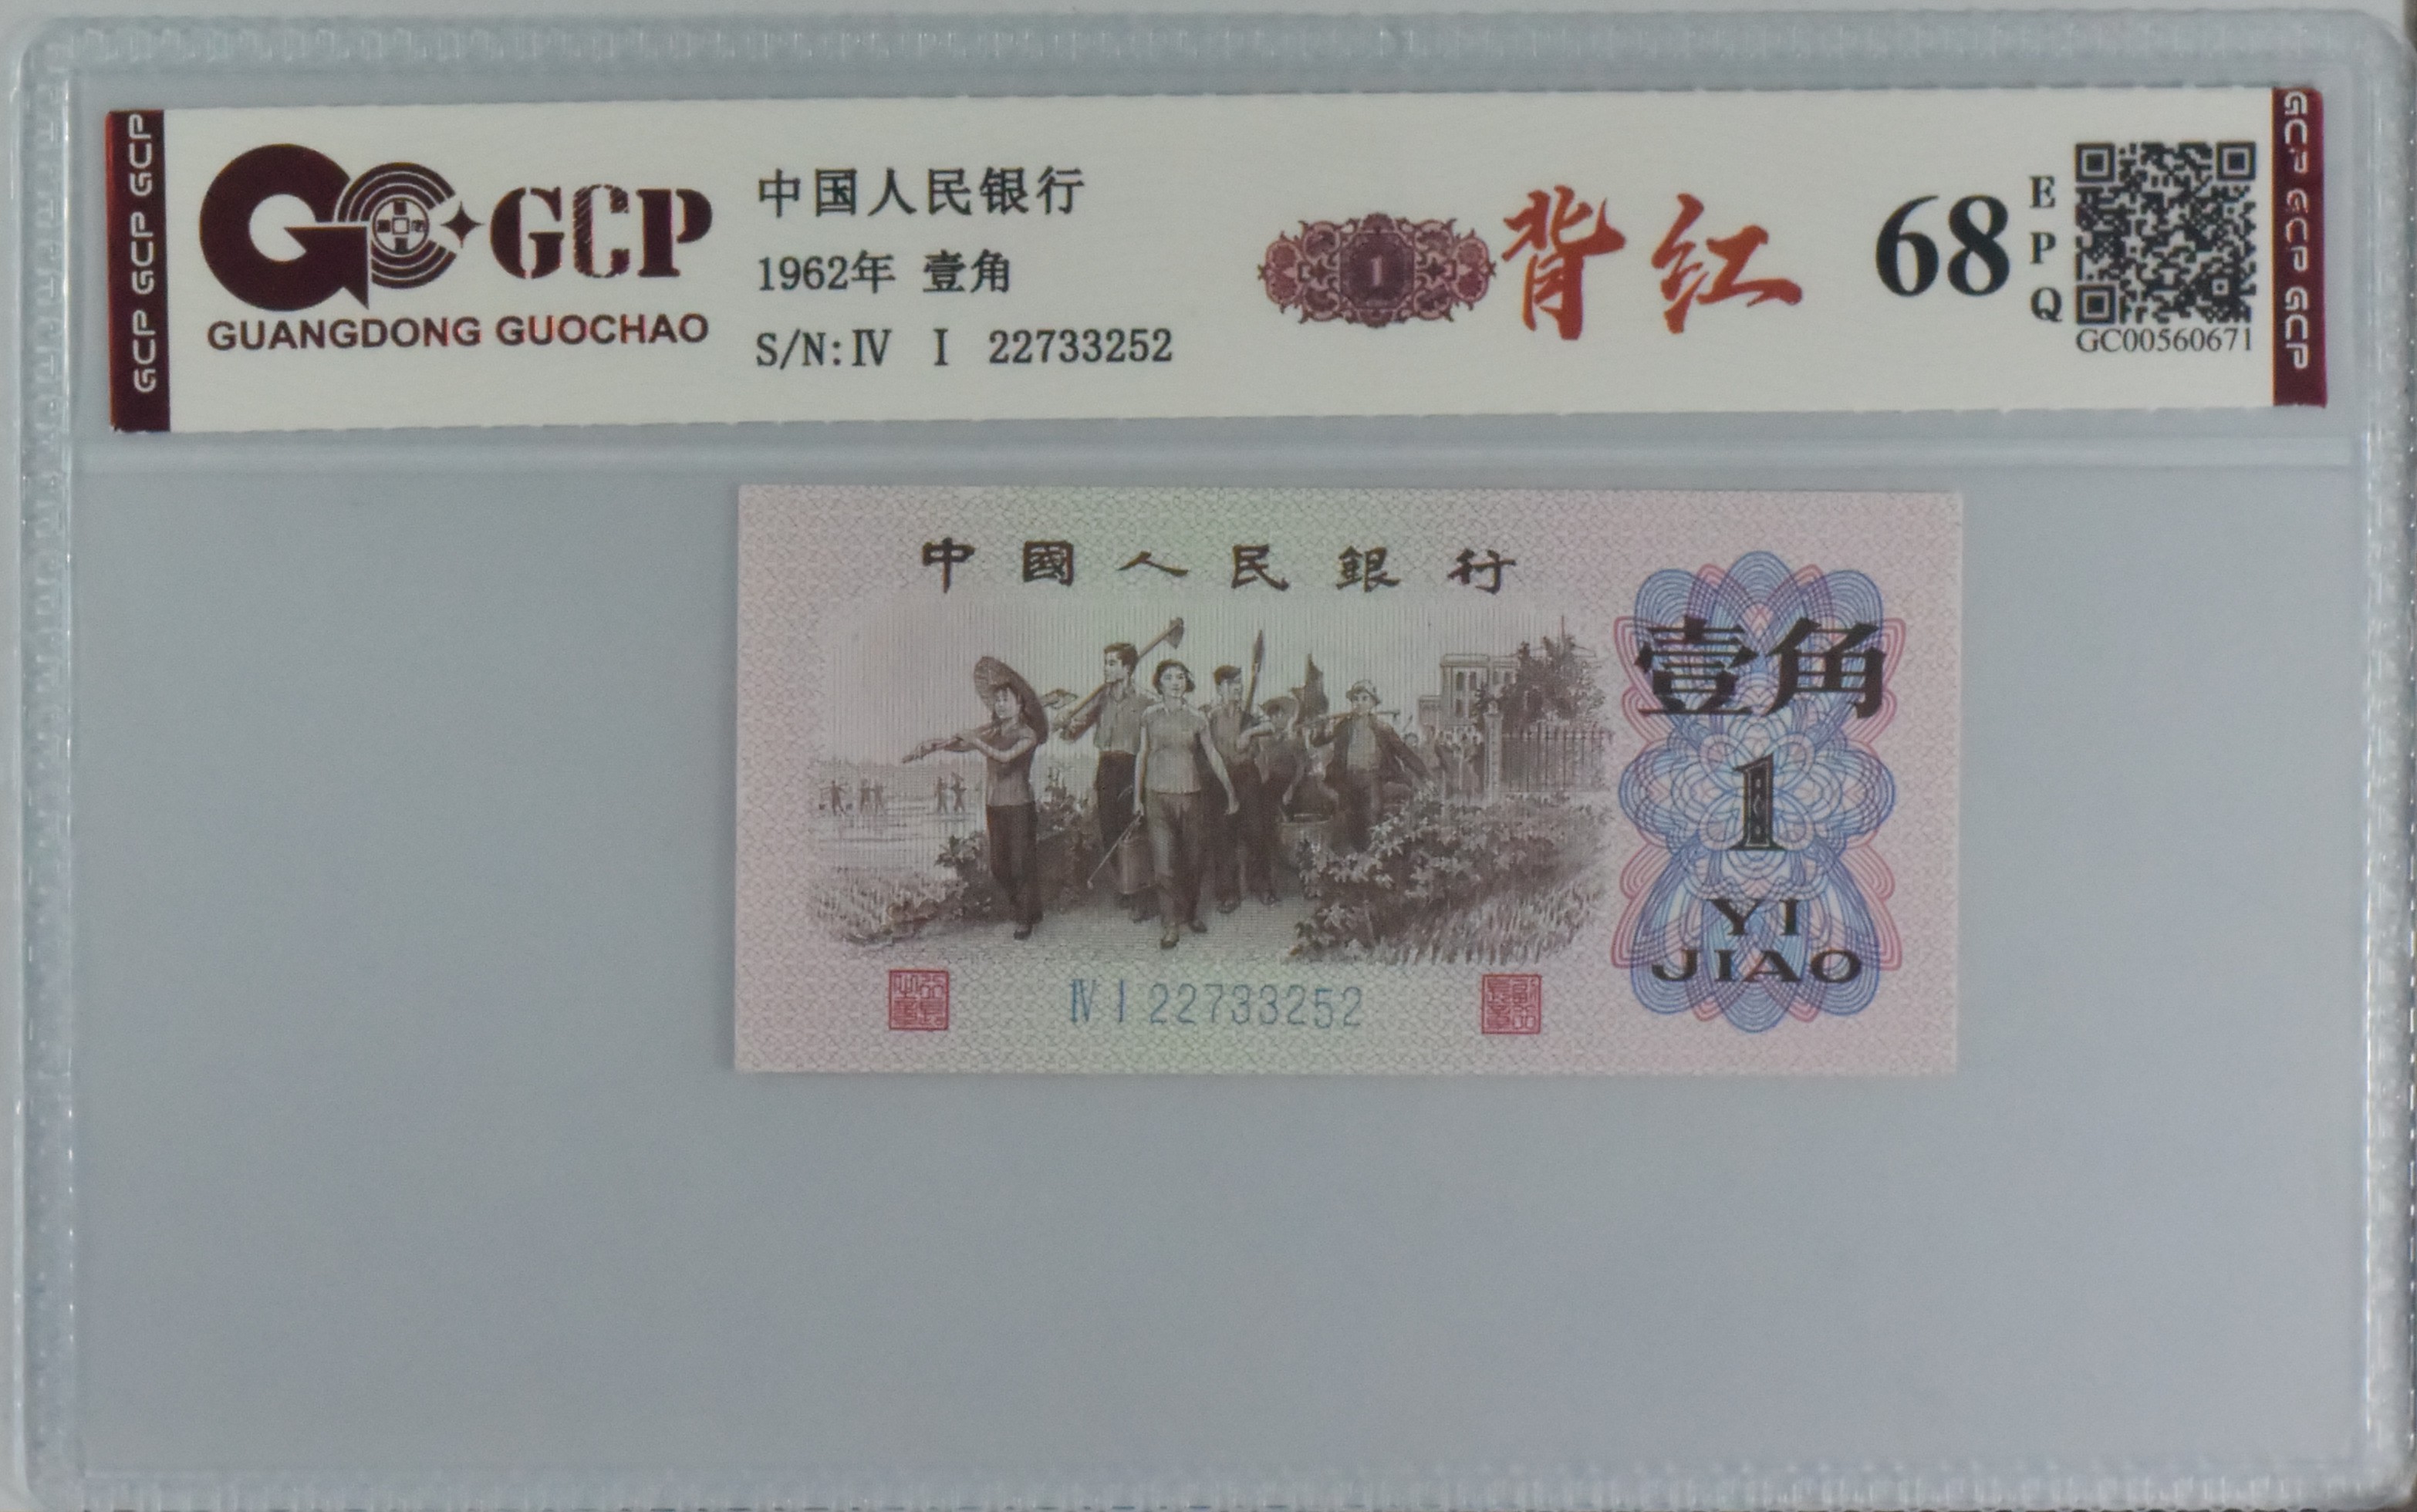 GCP GCP GCP
GCP
GUANGDONG GUOCHAO
中国人民银行
1962年 壹角
S/N:Ⅳ Ⅰ 22733252
1
背红
68
E
P
Q
GC00560671
GCP GCP GCP
中國人民銀行
壹角
1
YI
JIAO
Ⅳ Ⅰ 22733252